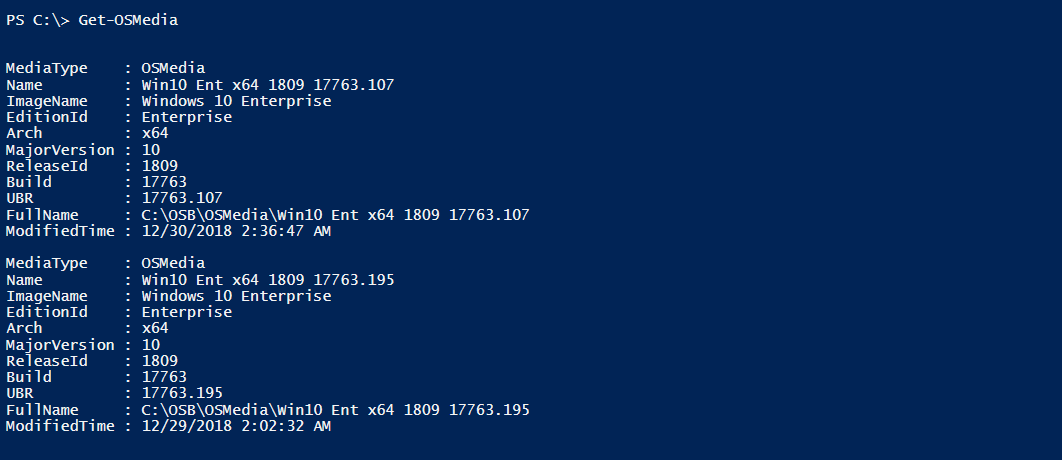 PS C:\> Get-OSMedia
MediaType    : OSMedia
Name         : Win10 Ent x64 1809 17763.107
ImageName    : Windows 10 Enterprise
EditionId    : Enterprise
Arch         : x64
MajorVersion : 10
ReleaseId    : 1809
Build        : 17763
UBR          : 17763.107
FullName     : C:\OSB\OSMedia\Win10 Ent x64 1809 17763.107
ModifiedTime : 12/30/2018 2:36:47 AM
MediaType    : OSMedia
Name         : Win10 Ent x64 1809 17763.195
ImageName    : Windows 10 Enterprise
EditionId    : Enterprise
Arch         : x64
MajorVersion : 10
ReleaseId    : 1809
Build        : 17763
UBR          : 17763.195
FullName     : C:\OSB\OSMedia\Win10 Ent x64 1809 17763.195
ModifiedTime : 12/29/2018 2:02:32 AM